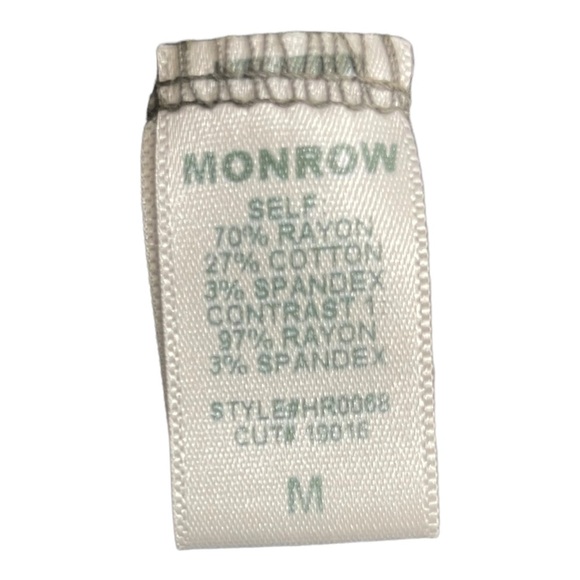 MONROW
SELF:
70% RAYON
27% COTTON
3% SPANDEX
CONTRAST 1:
97% RAYON
3% SPANDEX
STYLE#HR0068
CUT# 19016
M